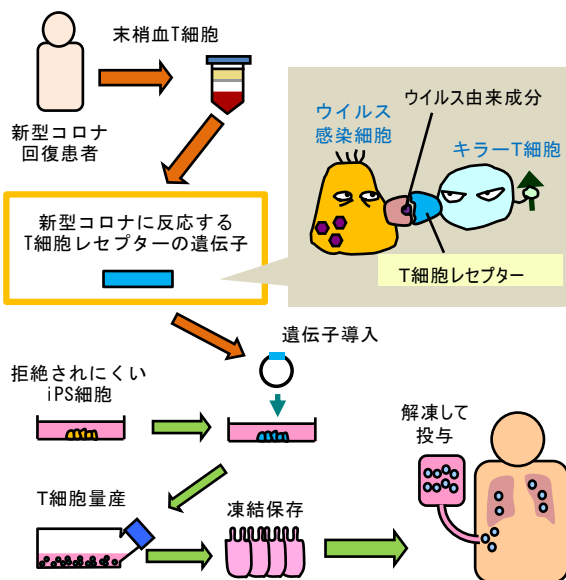 末梢血T細胞
新型コロナ
回復患者
ウイルス由来成分
ウイルス
感染細胞
キラーT細胞
T細胞レセプター
新型コロナに反応する
T細胞レセプターの遺伝子
遺伝子導入
拒絶されにくい
iPS細胞
解凍して
投与
T細胞量産
凍結保存